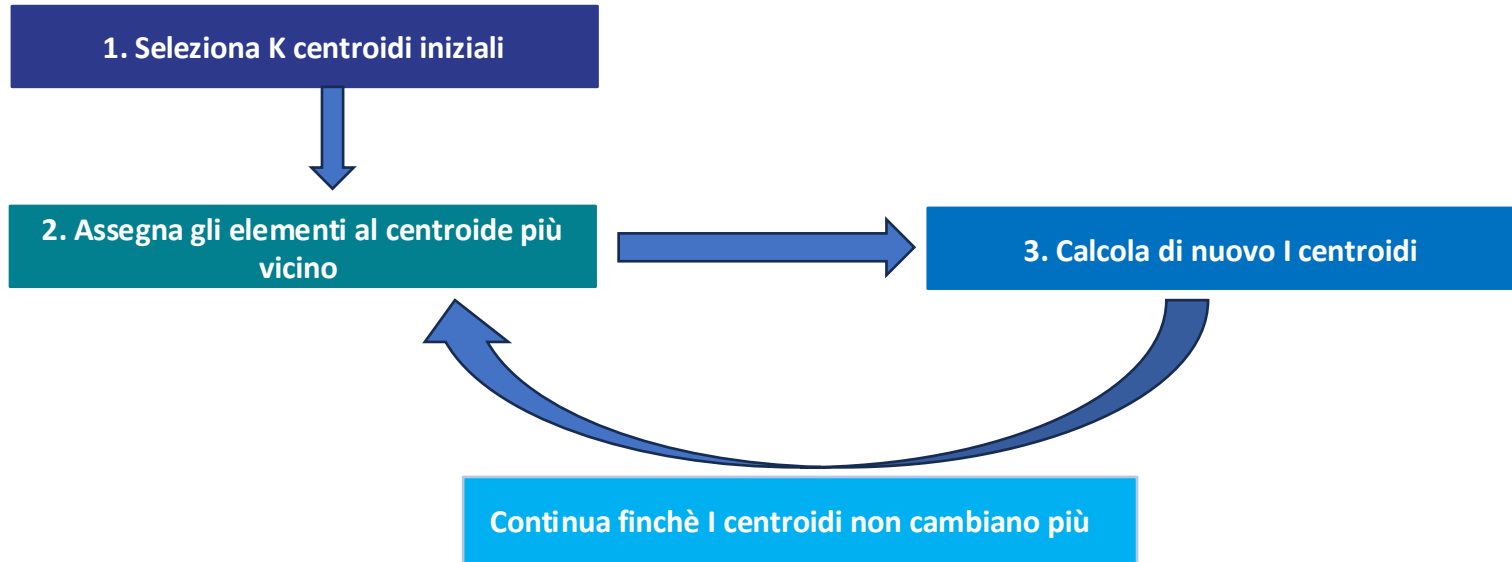 1. Seleziona K centroidi iniziali
2. Assegna gli elementi al centroide più
vicino
3. Calcola di nuovo I centroidi
Continua finchè I centroidi non cambiano più